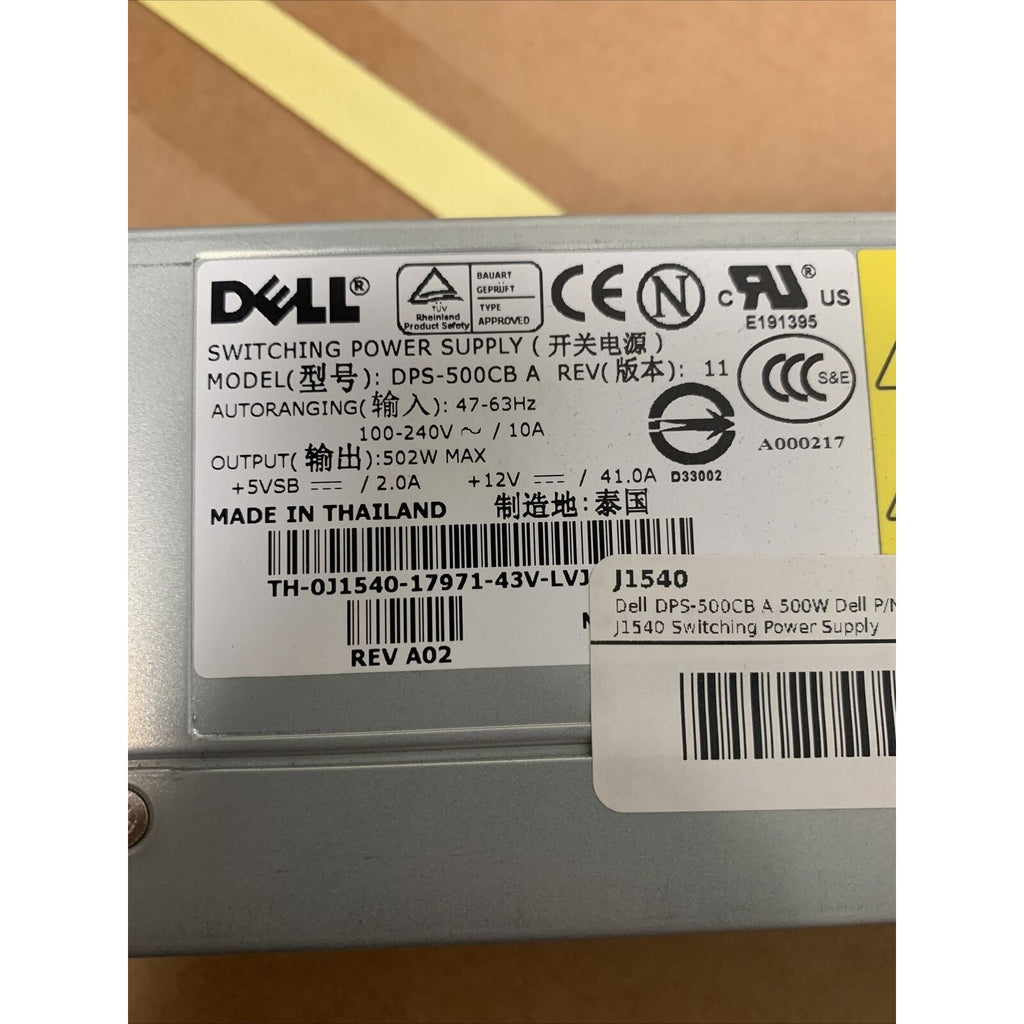 DELL®
TÜV
Rheinland
Product Safety
BAUART
GEPRÜFT
TYPE
APPROVED
CE
N
C RU® US
E191395
SWITCHING POWER SUPPLY ( 开关电源 )
MODEL( 型号): DPS-500CB A REV( 版本): 11
CCC S&E
A000217
AUTORANGING( 输入): 47-63Hz
100-240V ～ / 10A
OUTPUT( 输出):502W MAX
+5VSB ⎓ / 2.0A +12V ⎓ / 41.0A
D33002
MADE IN THAILAND 制造地: 泰国
TH-0J1540-17971-43V-LVJ
REV A02
J1540
Dell DPS-500CB A 500W Dell P/N
J1540 Switching Power Supply